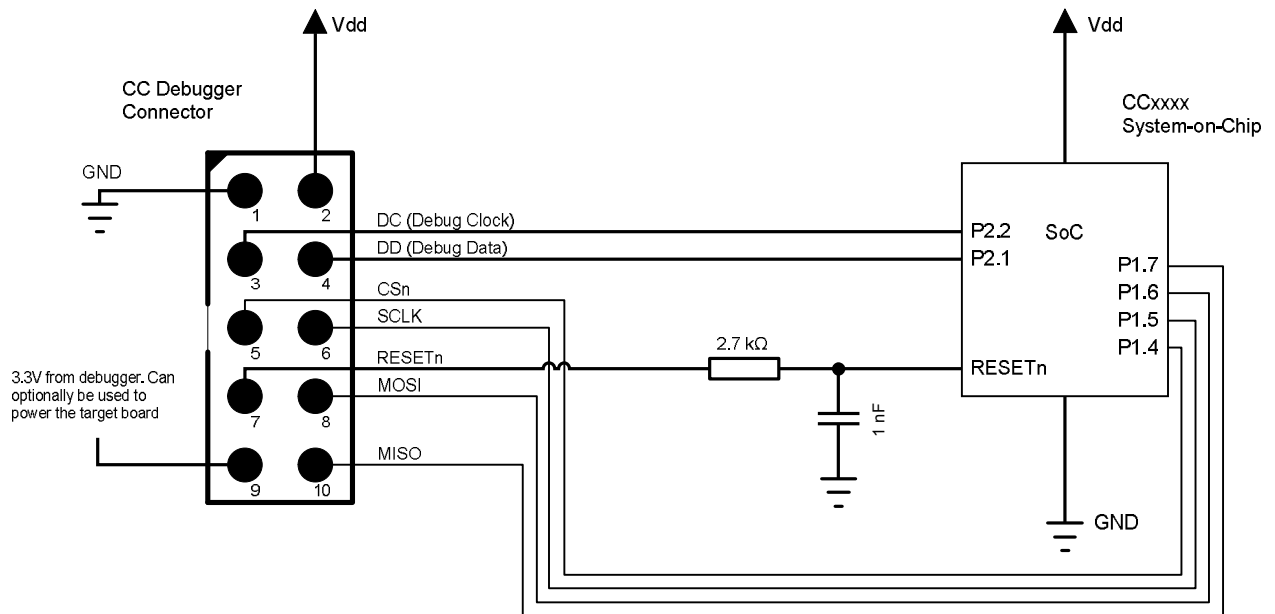 Vdd
Vdd
CC Debugger
Connector
CCxxxx
System-on-Chip
GND
1
2
DC (Debug Clock)
P2.2
SoC
DD (Debug Data)
P2.1
3
4
P1.7
CSn
P1.6
SCLK
P1.5
5
6
2.7 kΩ
P1.4
RESETn
RESETn
3.3V from debugger. Can
optionally be used to
power the target board
MOSI
7
8
1 nF
MISO
9
10
GND